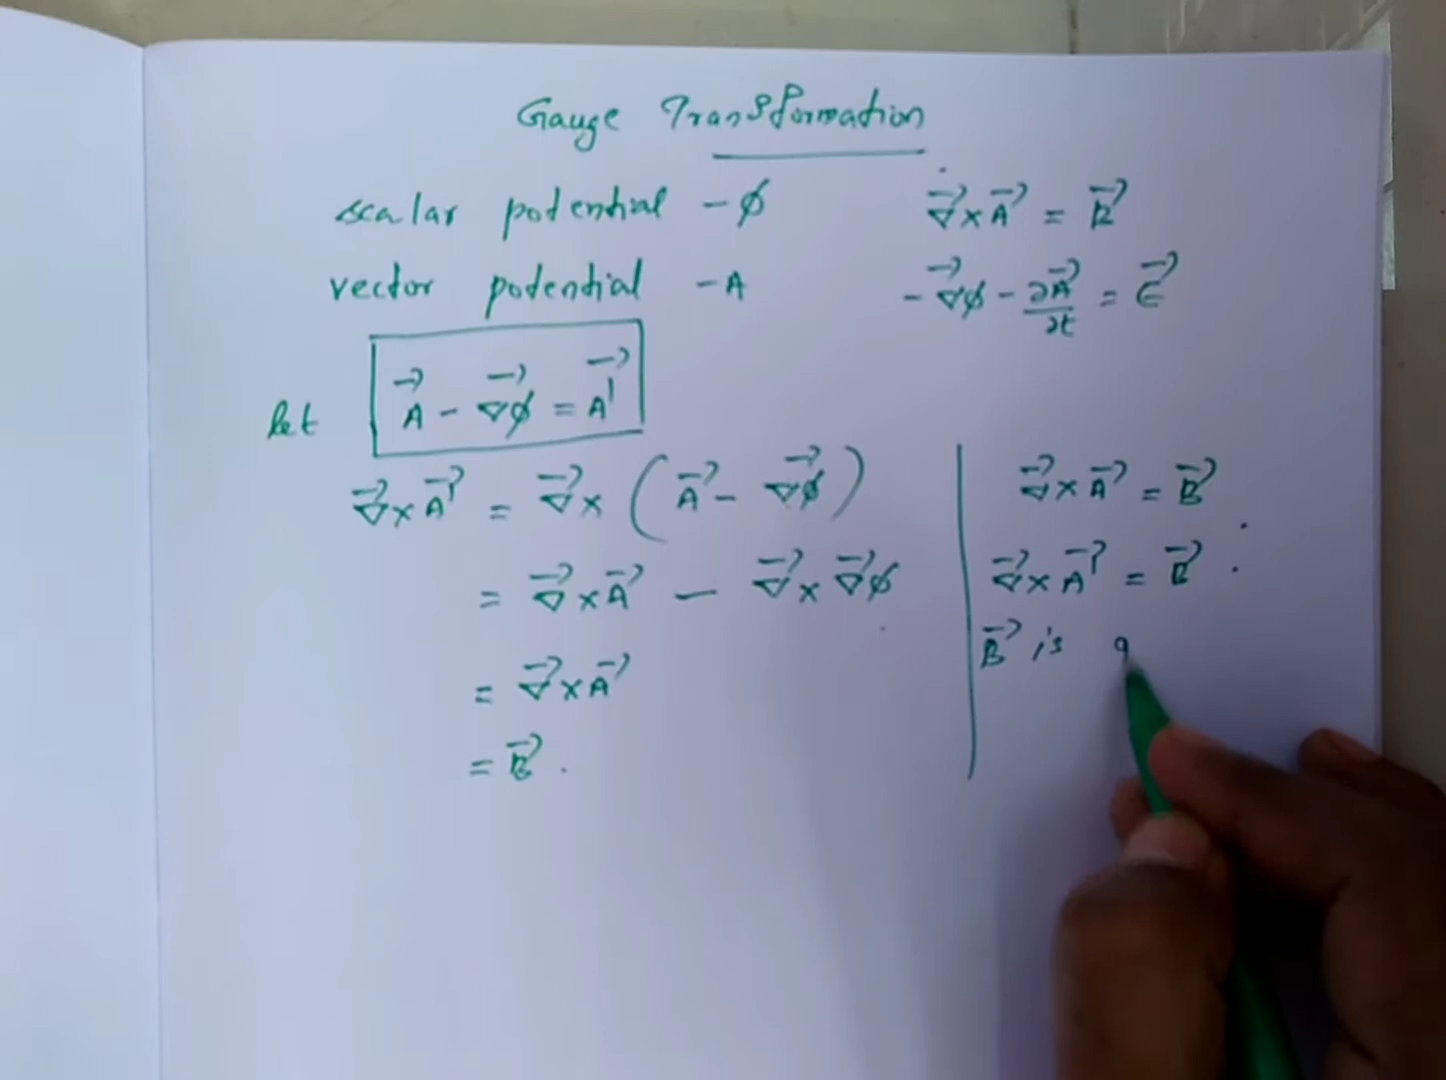 Gauge Transformation
scalar potential - ϕ
∇⃗ × A⃗ = B⃗
vector potential - A
-∇⃗ϕ - ∂A⃗/∂t = E⃗
let A⃗ - ∇⃗ϕ = A⃗'
∇⃗ × A⃗' = ∇⃗ × (A⃗ - ∇⃗ϕ)
= ∇⃗ × A⃗ - ∇⃗ × ∇⃗ϕ
= ∇⃗ × A⃗
= B⃗ .
∇⃗ × A⃗ = B⃗
∇⃗ × A⃗' = B⃗
B⃗ is